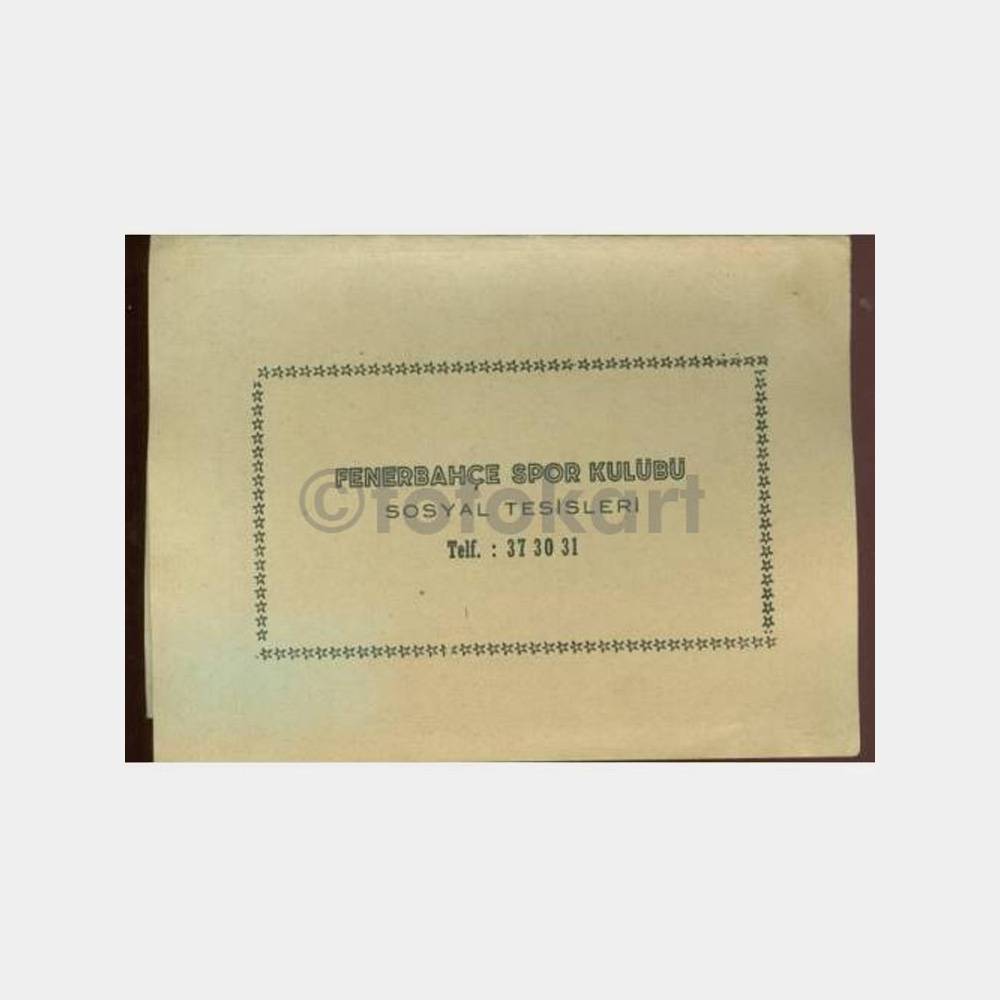 FENERBAHÇE SPOR KULÜBÜ
SOSYAL TESİSLERİ
©fotokart
Telf. : 37 30 31